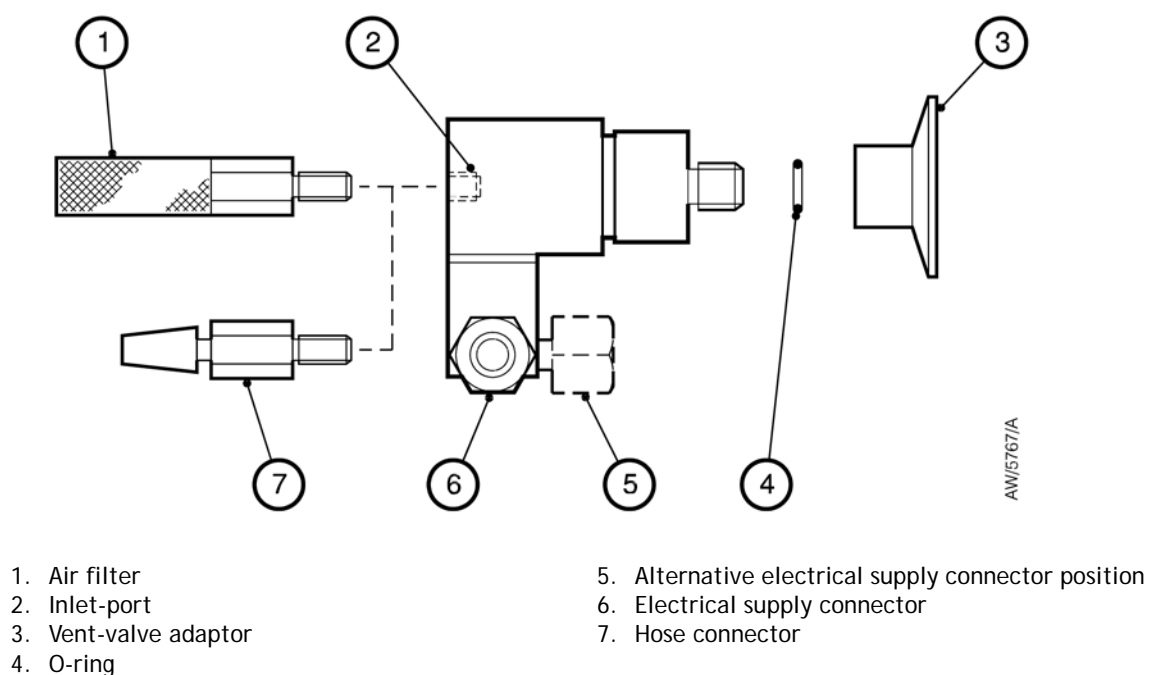 1
2
3
7
6
5
4
AW/5767/A
1. Air filter
2. Inlet-port
3. Vent-valve adaptor
4. O-ring
5. Alternative electrical supply connector position
6. Electrical supply connector
7. Hose connector